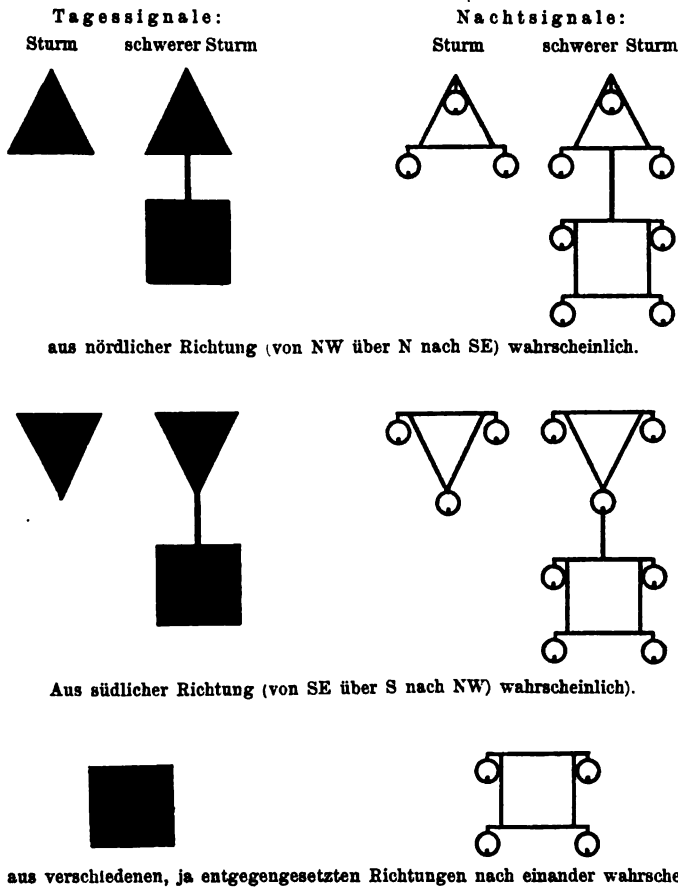 Tagessignale:
Nachtsignale:
Sturm
schwerer Sturm
Sturm
schwerer Sturm
aus nördlicher Richtung (von NW über N nach SE) wahrscheinlich.
Aus südlicher Richtung (von SE über S nach NW) wahrscheinlich).
aus verschiedenen, ja entgegengesetzten Richtungen nach einander wahrsche